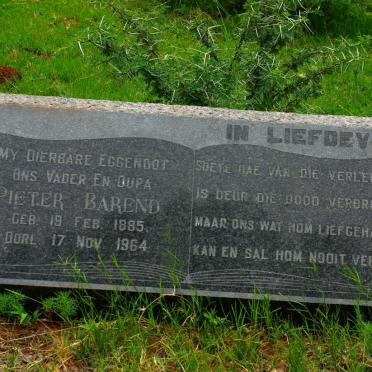 IN LIEFDEV
MY DIERBARE EGGENOOT
ONS VADER EN OUPA
PIETER BAREND
GEB 19 FEB. 1885
OORL 17 NOV 1964
SOETE DAE VAN DIE VERLE
IS DEUR DIE DOOD VERBR
MAAR ONS WAT HOM LIEFGEH
KAN EN SAL HOM NOOIT VER